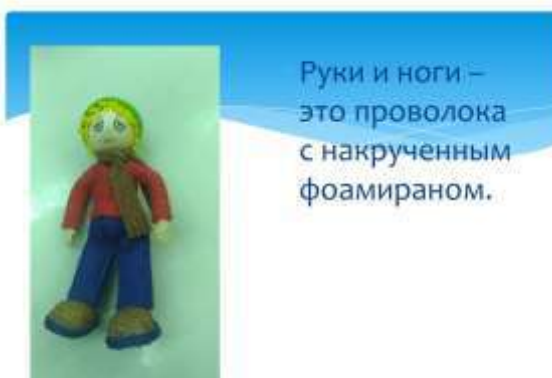 Руки и ноги –
это проволока
с накрученным
фоамираном.